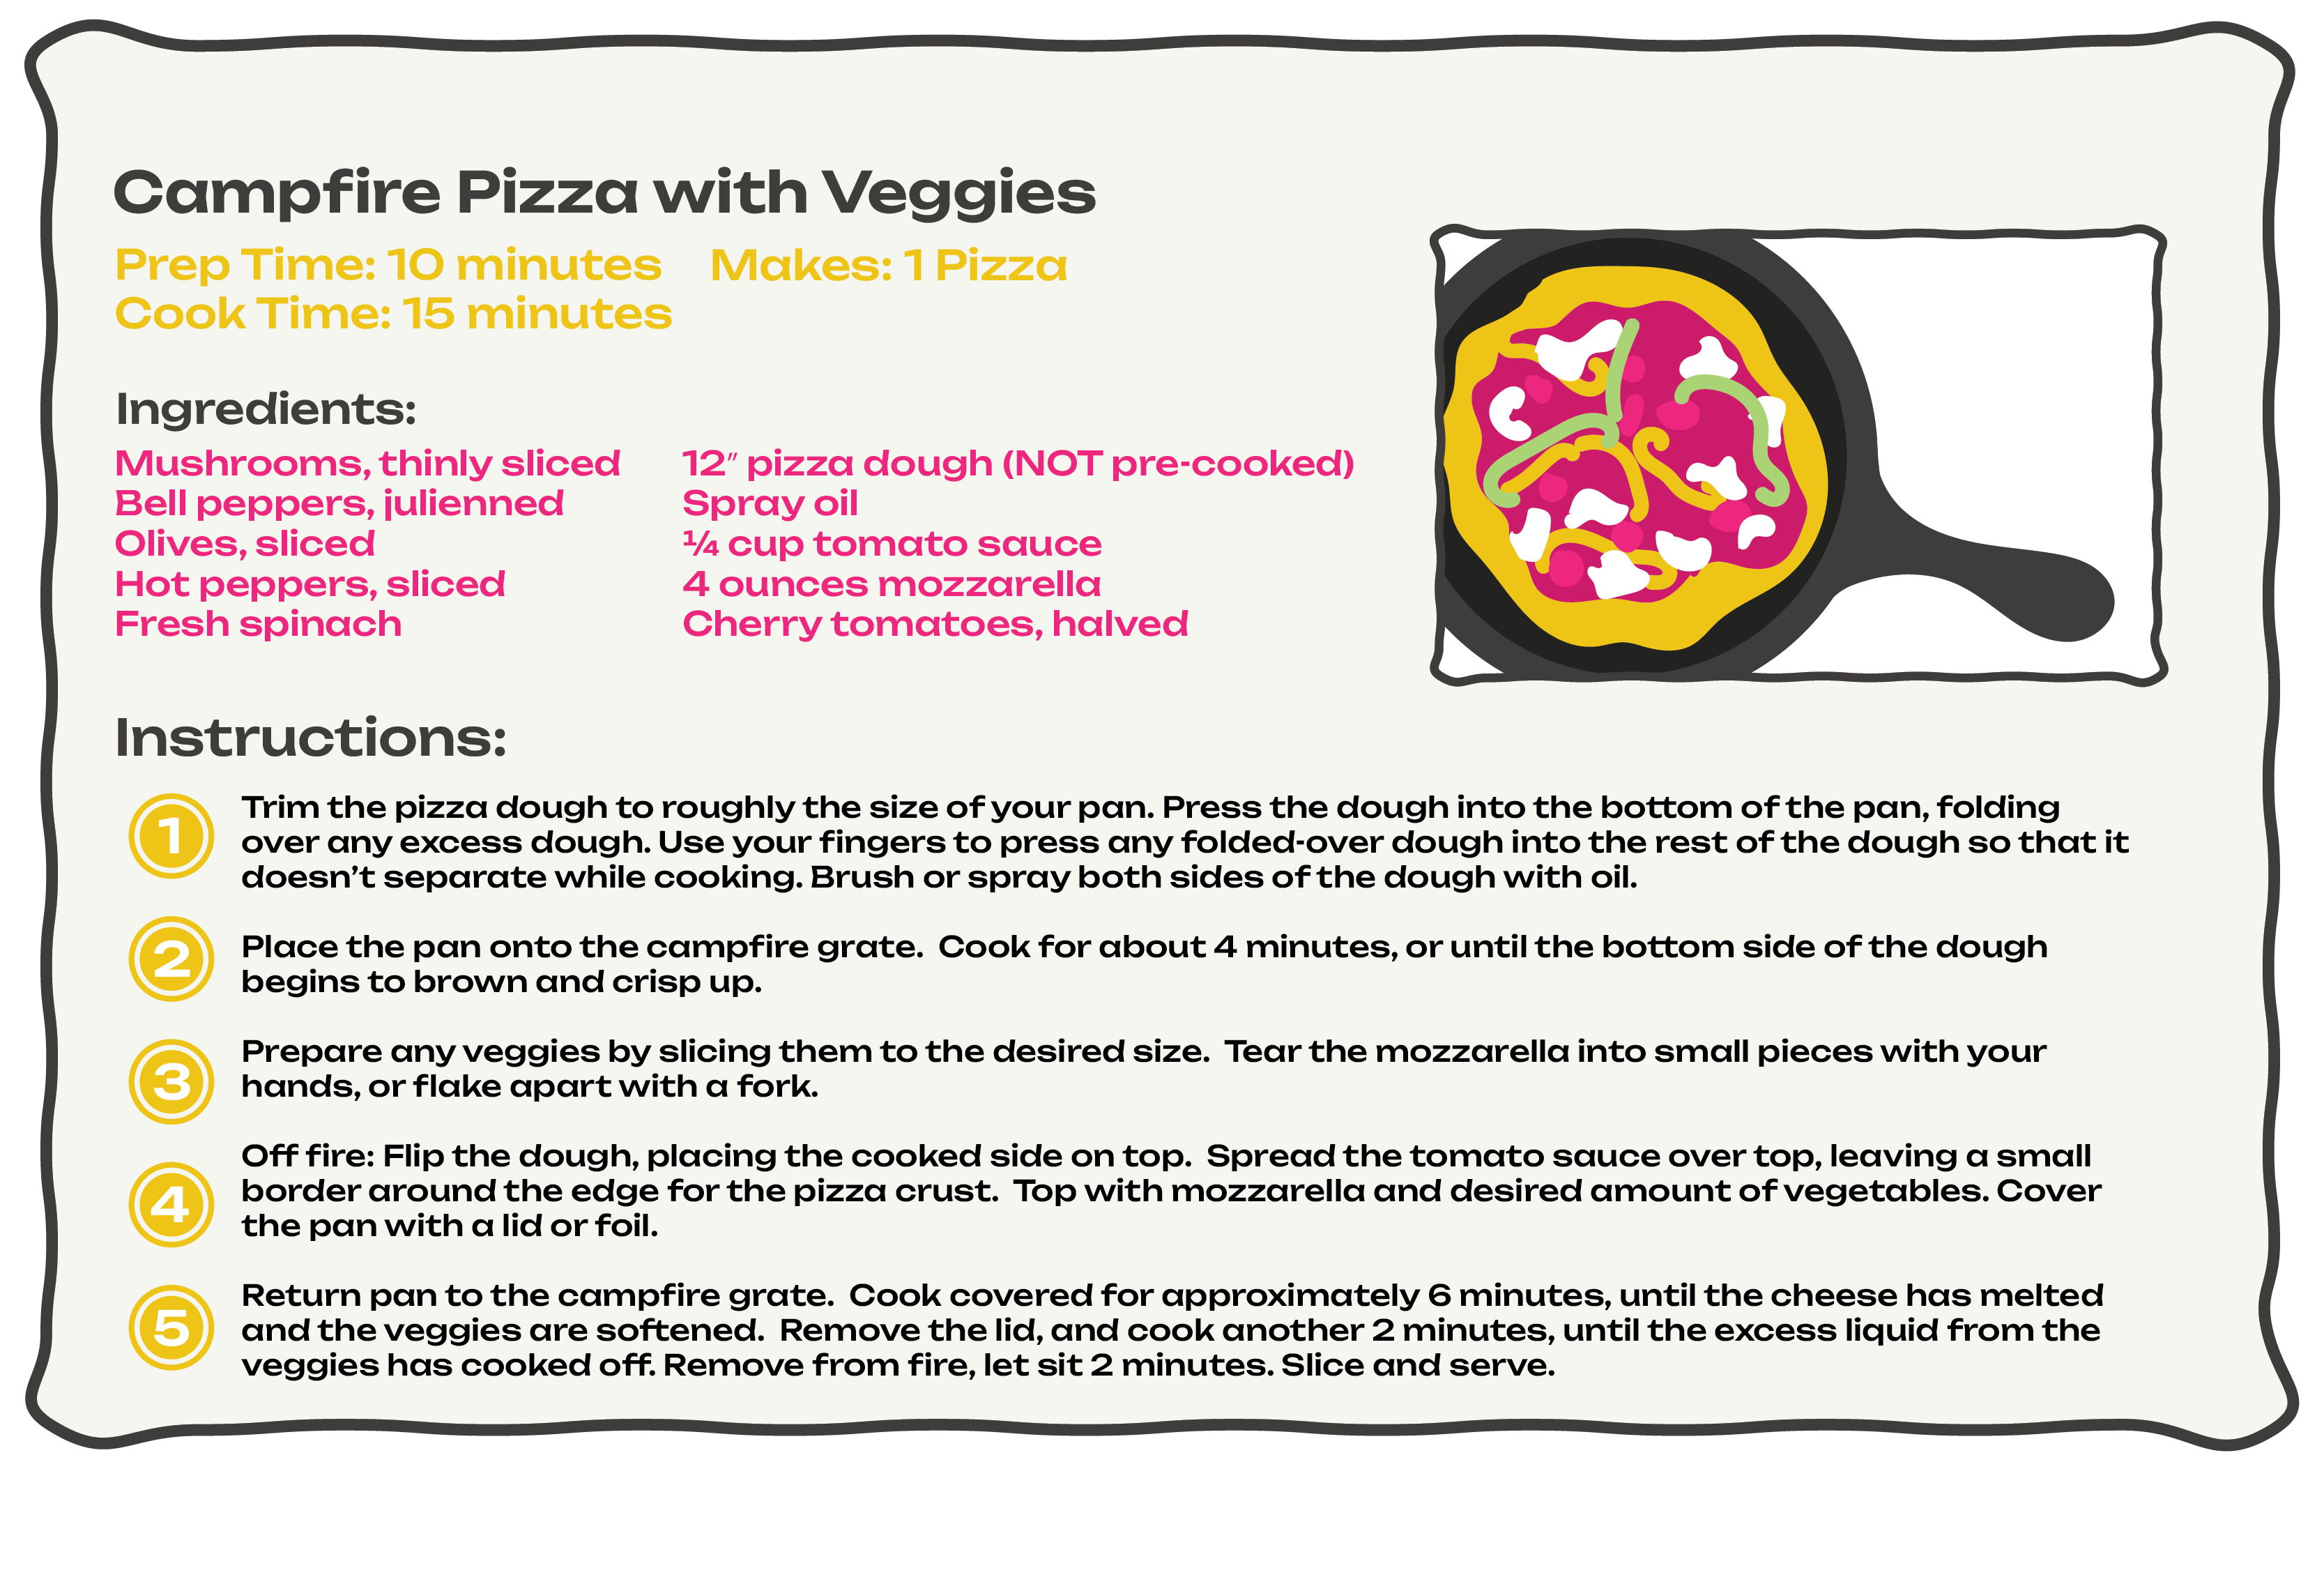 Campfire Pizza with Veggies
Prep Time: 10 minutes Makes: 1 Pizza
Cook Time: 15 minutes
Ingredients:
Mushrooms, thinly sliced
Bell peppers, julienned
Olives, sliced
Hot peppers, sliced
Fresh spinach
12″ pizza dough (NOT pre-cooked)
Spray oil
¼ cup tomato sauce
4 ounces mozzarella
Cherry tomatoes, halved
Instructions:
1 Trim the pizza dough to roughly the size of your pan. Press the dough into the bottom of the pan, folding
over any excess dough. Use your fingers to press any folded-over dough into the rest of the dough so that it
doesn’t separate while cooking. Brush or spray both sides of the dough with oil.
2 Place the pan onto the campfire grate. Cook for about 4 minutes, or until the bottom side of the dough
begins to brown and crisp up.
3 Prepare any veggies by slicing them to the desired size. Tear the mozzarella into small pieces with your
hands, or flake apart with a fork.
4 Off fire: Flip the dough, placing the cooked side on top. Spread the tomato sauce over top, leaving a small
border around the edge for the pizza crust. Top with mozzarella and desired amount of vegetables. Cover
the pan with a lid or foil.
5 Return pan to the campfire grate. Cook covered for approximately 6 minutes, until the cheese has melted
and the veggies are softened. Remove the lid, and cook another 2 minutes, until the excess liquid from the
veggies has cooked off. Remove from fire, let sit 2 minutes. Slice and serve.